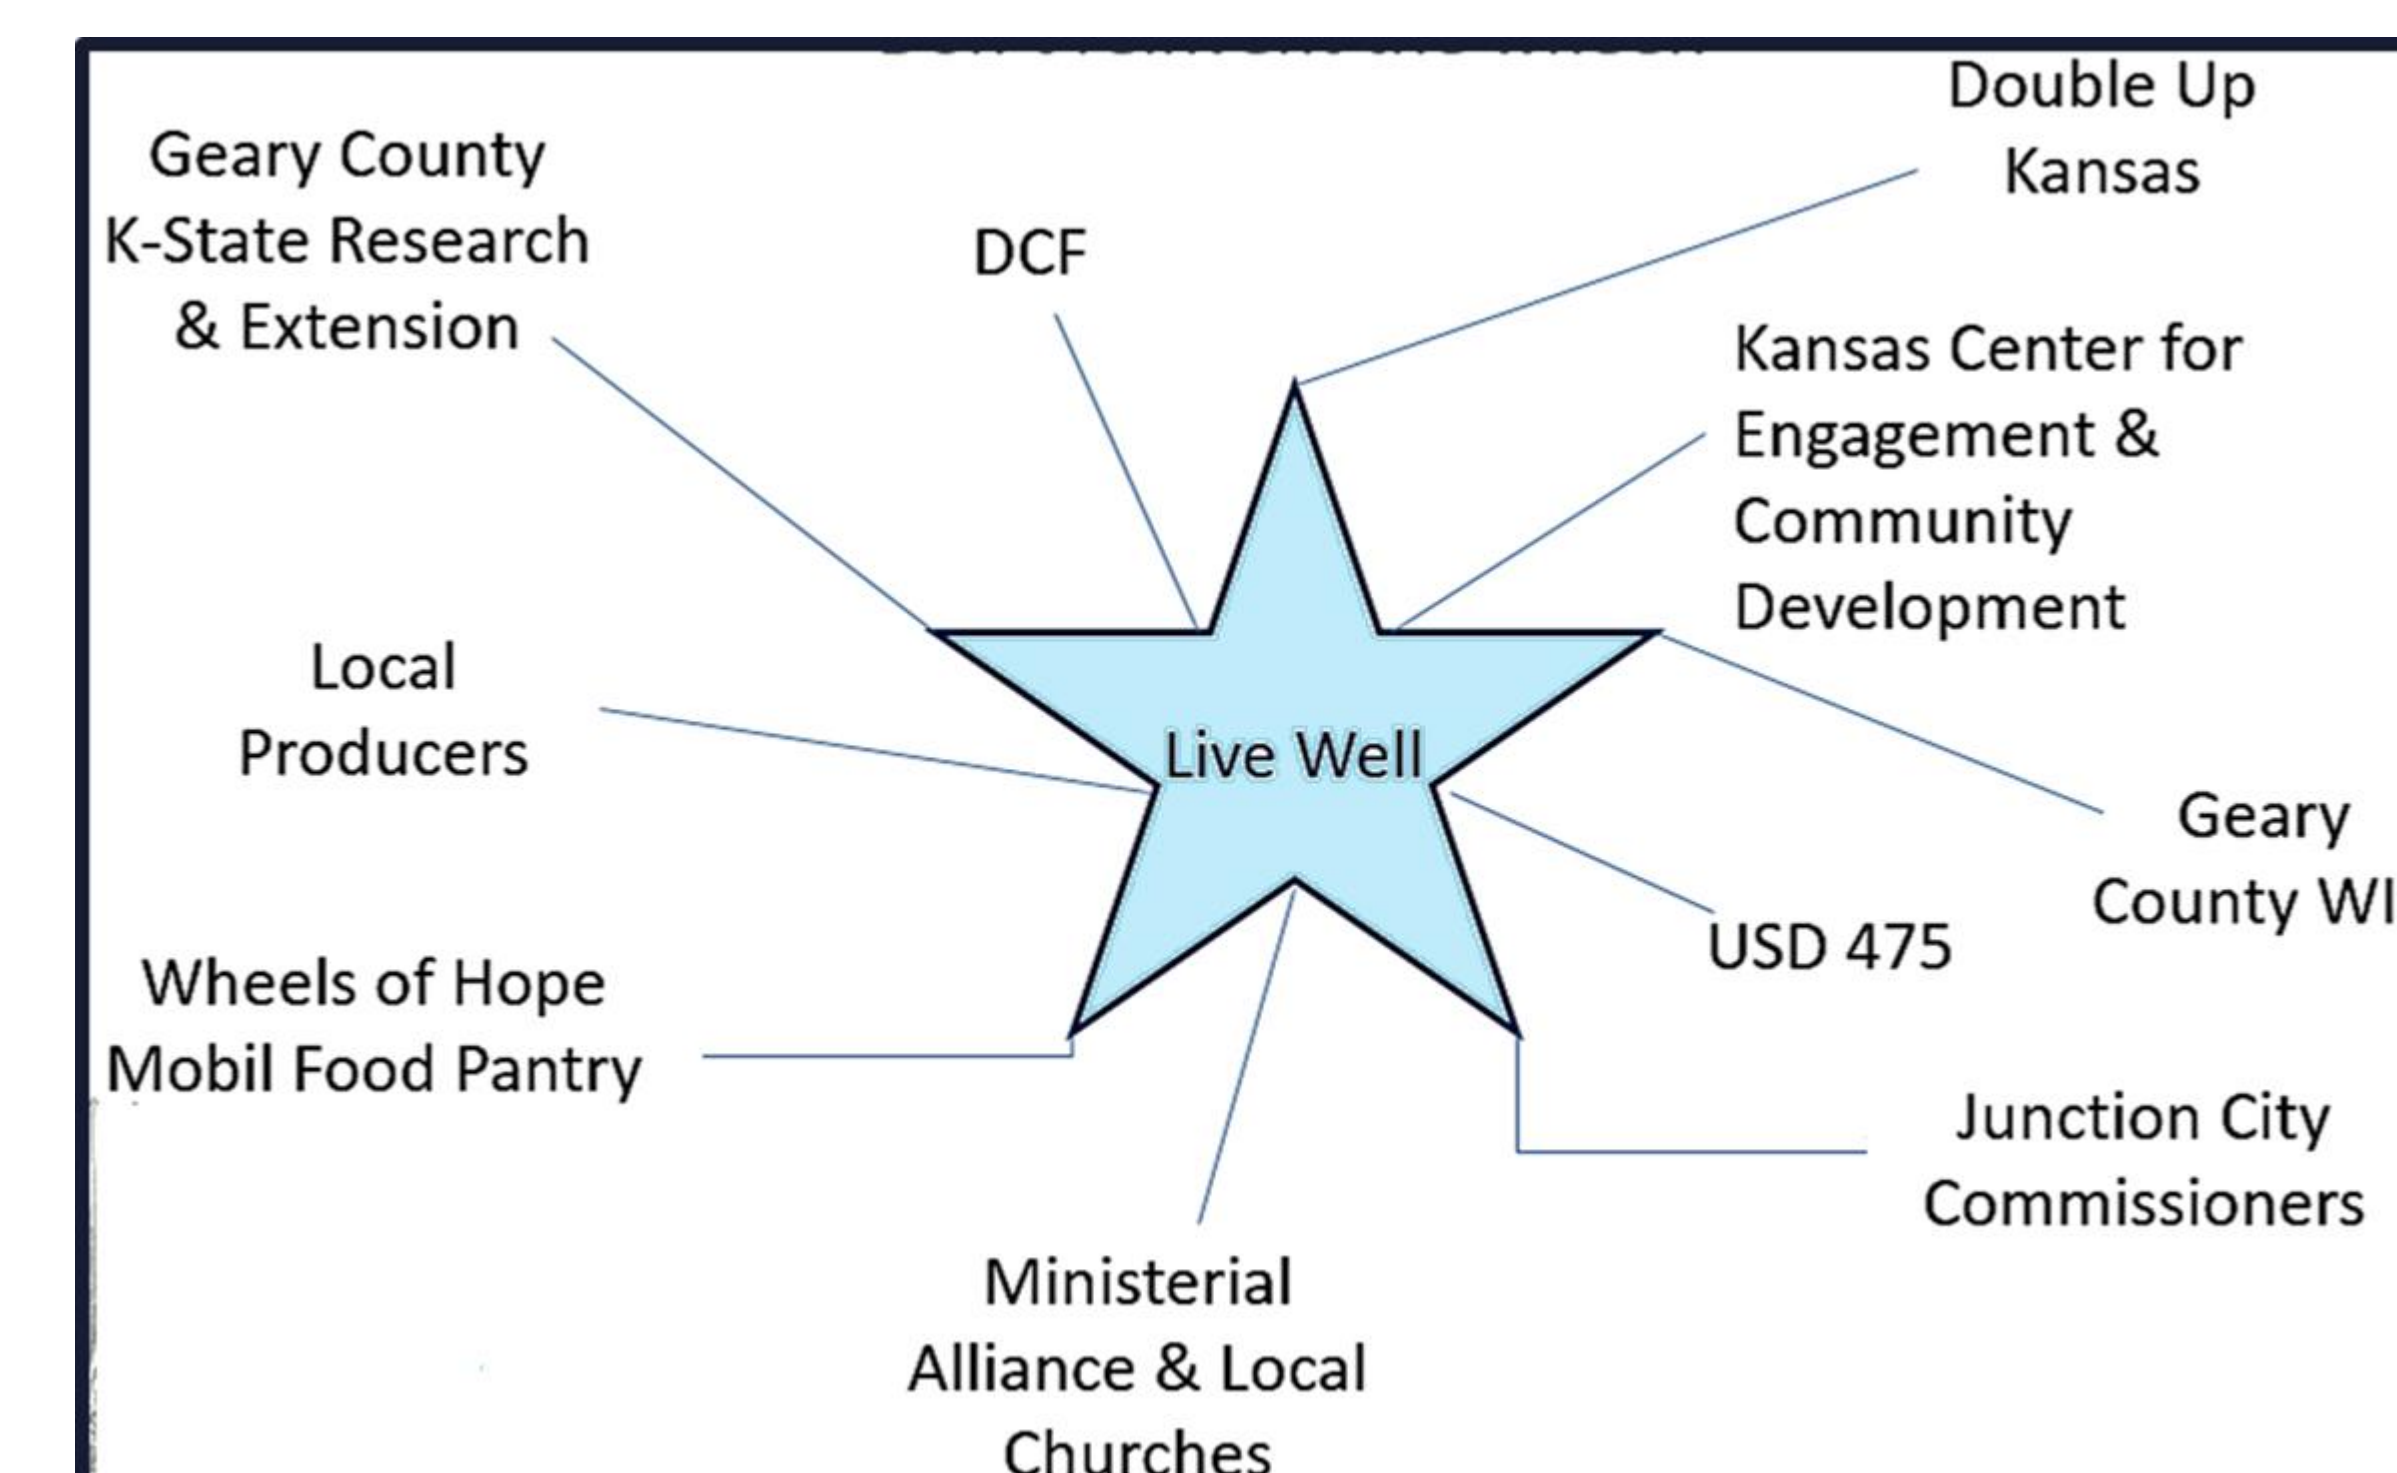 Double Up
Kansas
Geary County
K-State Research
& Extension
DCF
Kansas Center for
Engagement &
Community
Development
Local
Producers
Live Well
Geary
County WI
USD 475
Wheels of Hope
Mobil Food Pantry
Junction City
Commissioners
Ministerial
Alliance & Local
Churches